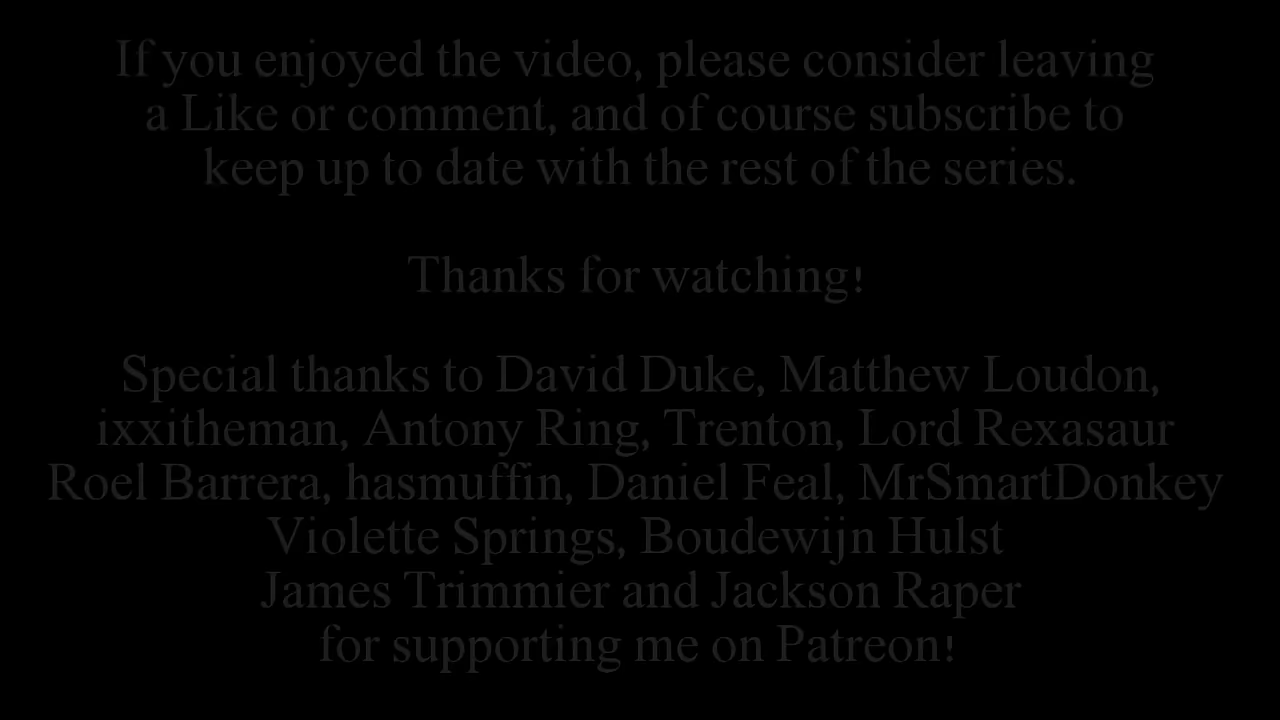 If you enjoyed the video, please consider leaving
a Like or comment, and of course subscribe to
keep up to date with the rest of the series.
Thanks for watching!
Special thanks to David Duke, Matthew Loudon,
ixxitheman, Antony Ring, Trenton, Lord Rexasaur
Roel Barrera, hasmuffin, Daniel Feal, MrSmartDonkey
Violette Springs, Boudewijn Hulst
James Trimmier and Jackson Raper
for supporting me on Patreon!